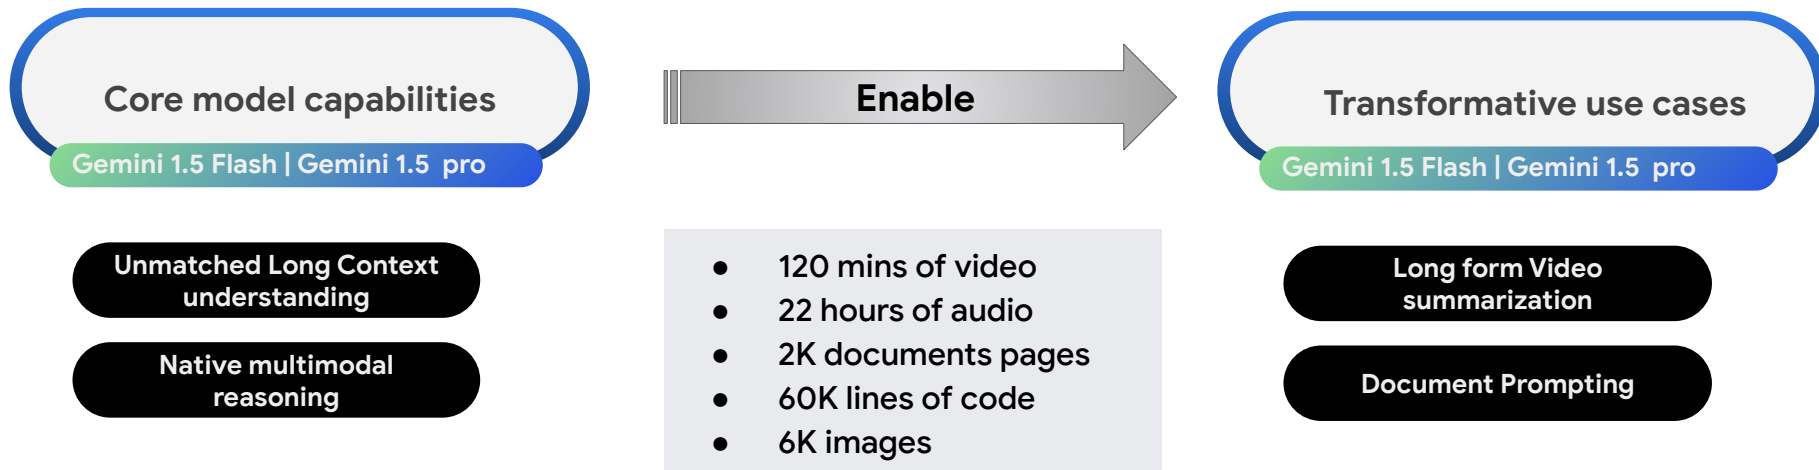 Core model capabilities
Gemini 1.5 Flash | Gemini 1.5 pro
Unmatched Long Context
understanding
Native multimodal
reasoning
Enable
● 120 mins of video
● 22 hours of audio
● 2K documents pages
● 60K lines of code
● 6K images
Transformative use cases
Gemini 1.5 Flash | Gemini 1.5 pro
Long form Video
summarization
Document Prompting